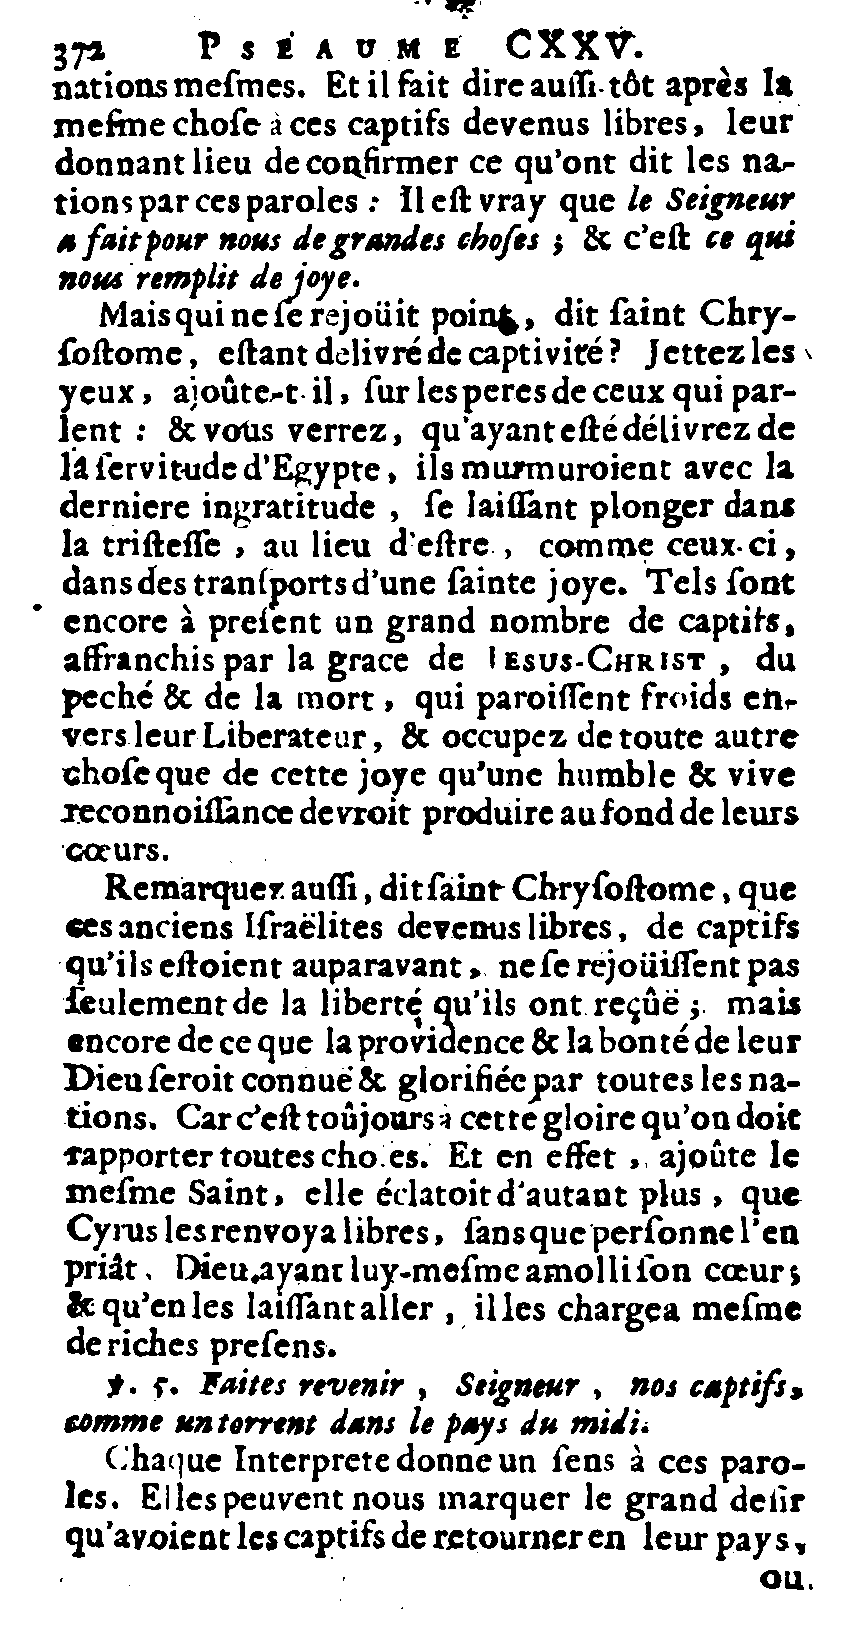 372 PSEAUME CXXV.
nations meſmes. Et il fait dire auſſi-tôt après la
meſme choſe à ces captifs devenus libres, leur
donnant lieu de confirmer ce qu'ont dit les na-
tions par ces paroles : Il eſt vray que le Seigneur
a fait pour nous de grandes choſes ; & c'eſt ce qui
nous remplit de joye.
Mais qui ne ſe rejoüit point, dit ſaint Chry-
ſoſtome, eſtant delivré de captivité ? Jettez les
yeux, ajoûte-t-il, ſur les peres de ceux qui par-
lent : & vous verrez, qu'ayant eſté délivrez de
la ſervitude d'Egypte, ils murmuroient avec la
derniere ingratitude, ſe laiſſant plonger dans
la triſteſſe, au lieu d'eſtre, comme ceux-ci,
dans des tranſports d'une ſainte joye. Tels ſont
encore à preſent un grand nombre de captifs,
affranchis par la grace de IESUS-CHRIST, du
peché & de la mort, qui paroiſſent froids en-
vers leur Liberateur, & occupez de toute autre
choſe que de cette joye qu'une humble & vive
reconnoiſſance devroit produire au fond de leurs
cœurs.
Remarquez auſſi, dit ſaint Chryſoſtome, que
ces anciens Iſraëlites devenus libres, de captifs
qu'ils eſtoient auparavant, ne ſe rejoüiſſent pas
ſeulement de la liberté qu'ils ont reçûë ; mais
encore de ce que la providence & la bonté de leur
Dieu ſeroit connuë & glorifiée par toutes les na-
tions. Car c'eſt toûjours à cette gloire qu'on doit
rapporter toutes choſes. Et en effet, ajoûte le
meſme Saint, elle éclatoit d'autant plus, que
Cyrus les renvoya libres, ſans que perſonne l'en
priât, Dieu ayant luy-meſme amolli ſon cœur ;
& qu'en les laiſſant aller, il les chargea meſme
de riches preſens.
℣. 5. Faites revenir, Seigneur, nos captifs,
comme un torrent dans le pays du midi.
Chaque Interprete donne un ſens à ces paro-
les. Elles peuvent nous marquer le grand deſir
qu'avoient les captifs de retourner en leur pays,
ou